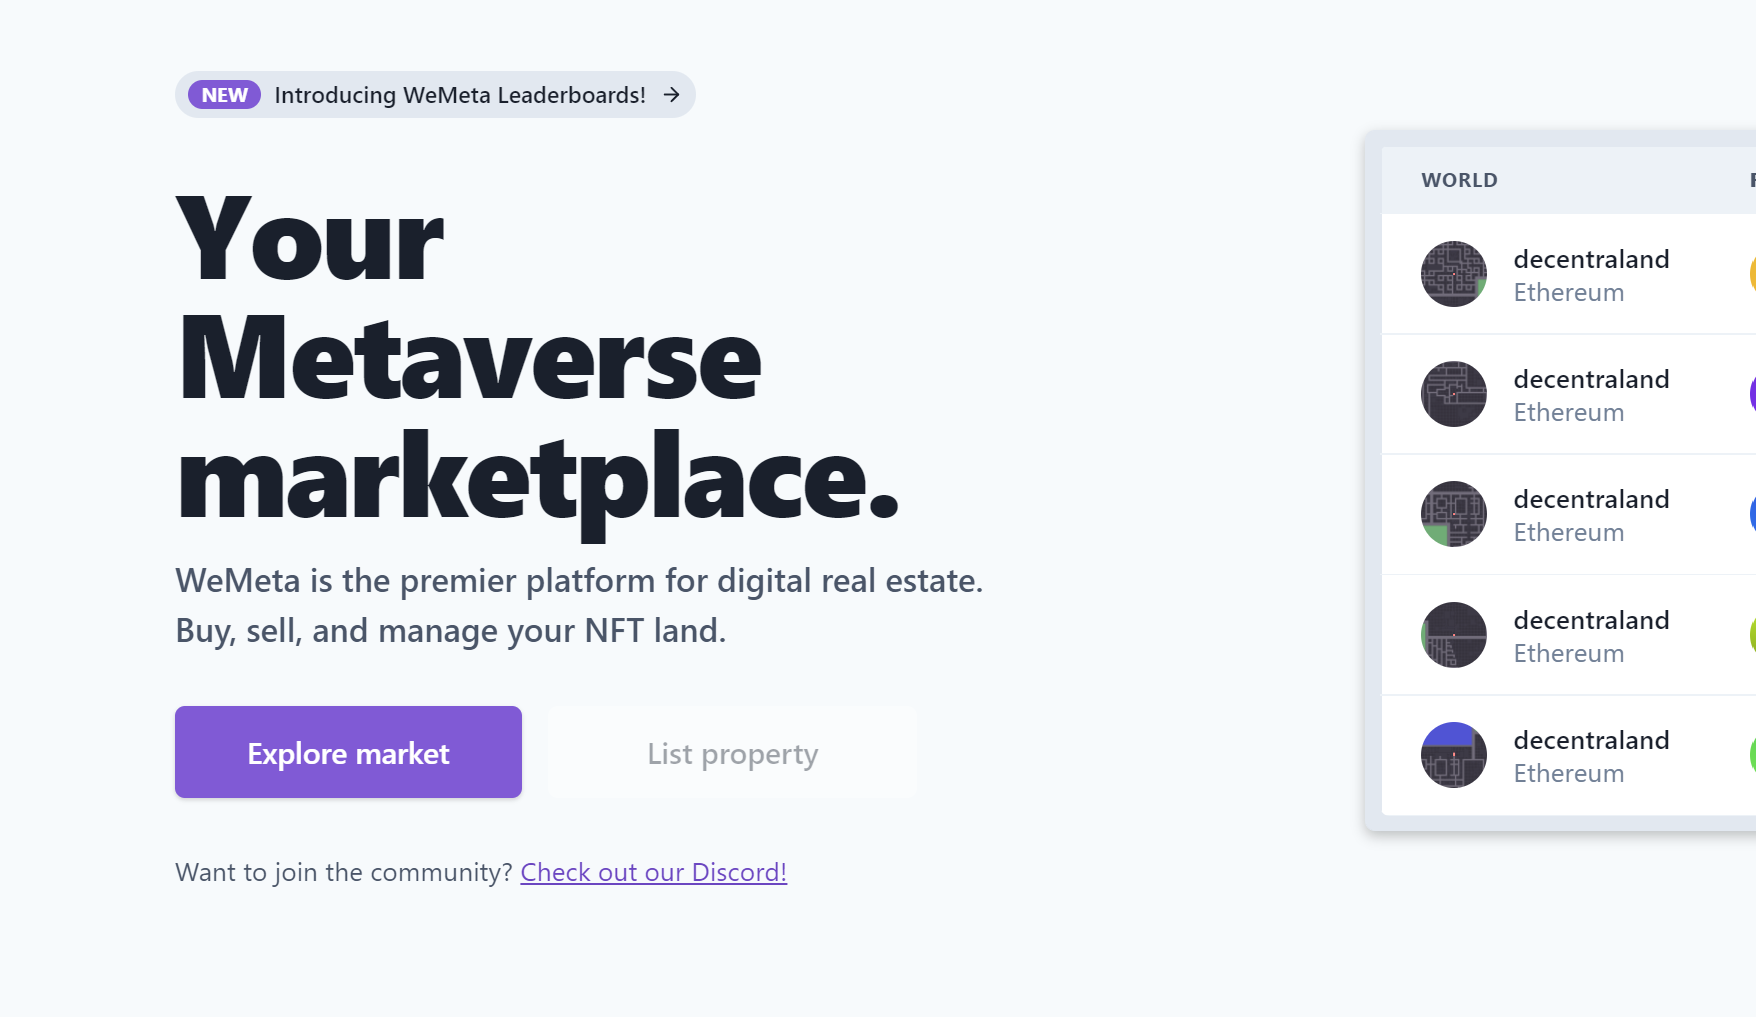 NEW Introducing WeMeta Leaderboards! →
Your
Metaverse
marketplace.
WeMeta is the premier platform for digital real estate.
Buy, sell, and manage your NFT land.
Explore market
List property
Want to join the community? Check out our Discord!
WORLD
decentraland
Ethereum
decentraland
Ethereum
decentraland
Ethereum
decentraland
Ethereum
decentraland
Ethereum